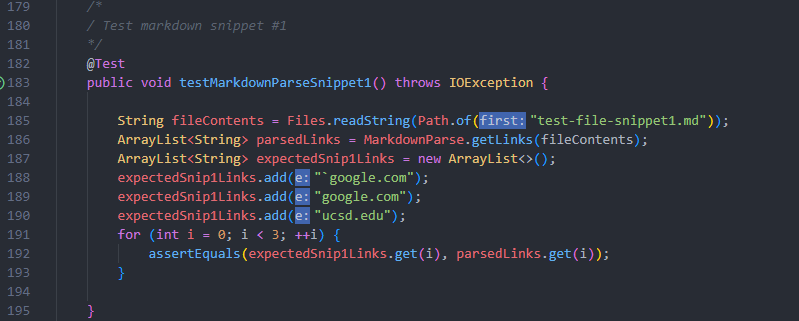 179 /*
180 / Test markdown snippet #1
181 */
182 @Test
183 public void testMarkdownParseSnippet1() throws IOException {
184
185 String fileContents = Files.readString(Path.of(first: "test-file-snippet1.md"));
186 ArrayList<String> parsedLinks = MarkdownParse.getLinks(fileContents);
187 ArrayList<String> expectedSnip1Links = new ArrayList<>();
188 expectedSnip1Links.add(e: "`google.com");
189 expectedSnip1Links.add(e: "google.com");
190 expectedSnip1Links.add(e: "ucsd.edu");
191 for (int i = 0; i < 3; ++i) {
192 assertEquals(expectedSnip1Links.get(i), parsedLinks.get(i));
193 }
194
195 }